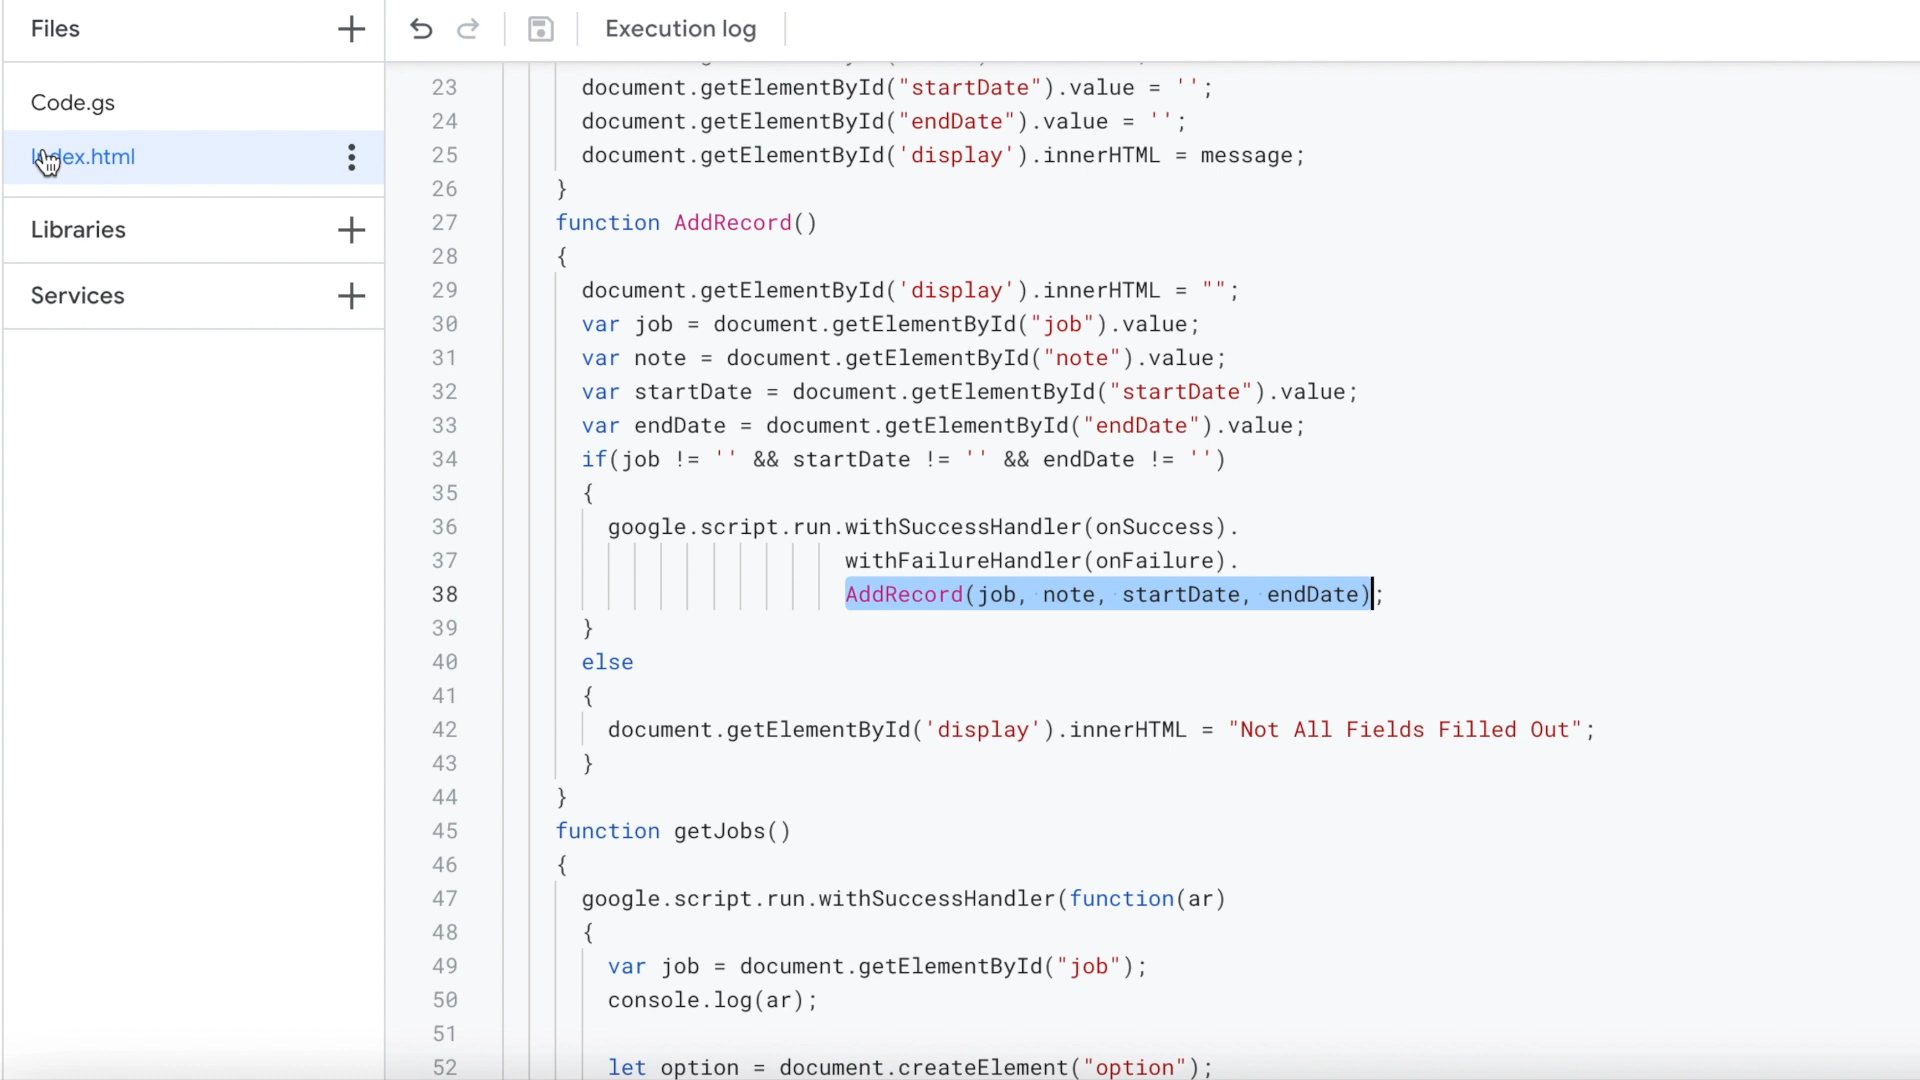 Files
Execution log
Code.gs
Index.html
Libraries
Services
23 document.getElementById("startDate").value = '';
24 document.getElementById("endDate").value = '';
25 document.getElementById('display').innerHTML = message;
26 }
27 function AddRecord()
28 {
29 document.getElementById('display').innerHTML = "";
30 var job = document.getElementById("job").value;
31 var note = document.getElementById("note").value;
32 var startDate = document.getElementById("startDate").value;
33 var endDate = document.getElementById("endDate").value;
34 if(job != '' && startDate != '' && endDate != '')
35 {
36 google.script.run.withSuccessHandler(onSuccess).
37 withFailureHandler(onFailure).
38 AddRecord(job, note, startDate, endDate);
39 }
40 else
41 {
42 document.getElementById('display').innerHTML = "Not All Fields Filled Out";
43 }
44 }
45 function getJobs()
46 {
47 google.script.run.withSuccessHandler(function(ar)
48 {
49 var job = document.getElementById("job");
50 console.log(ar);
51
52 let option = document.createElement("option");